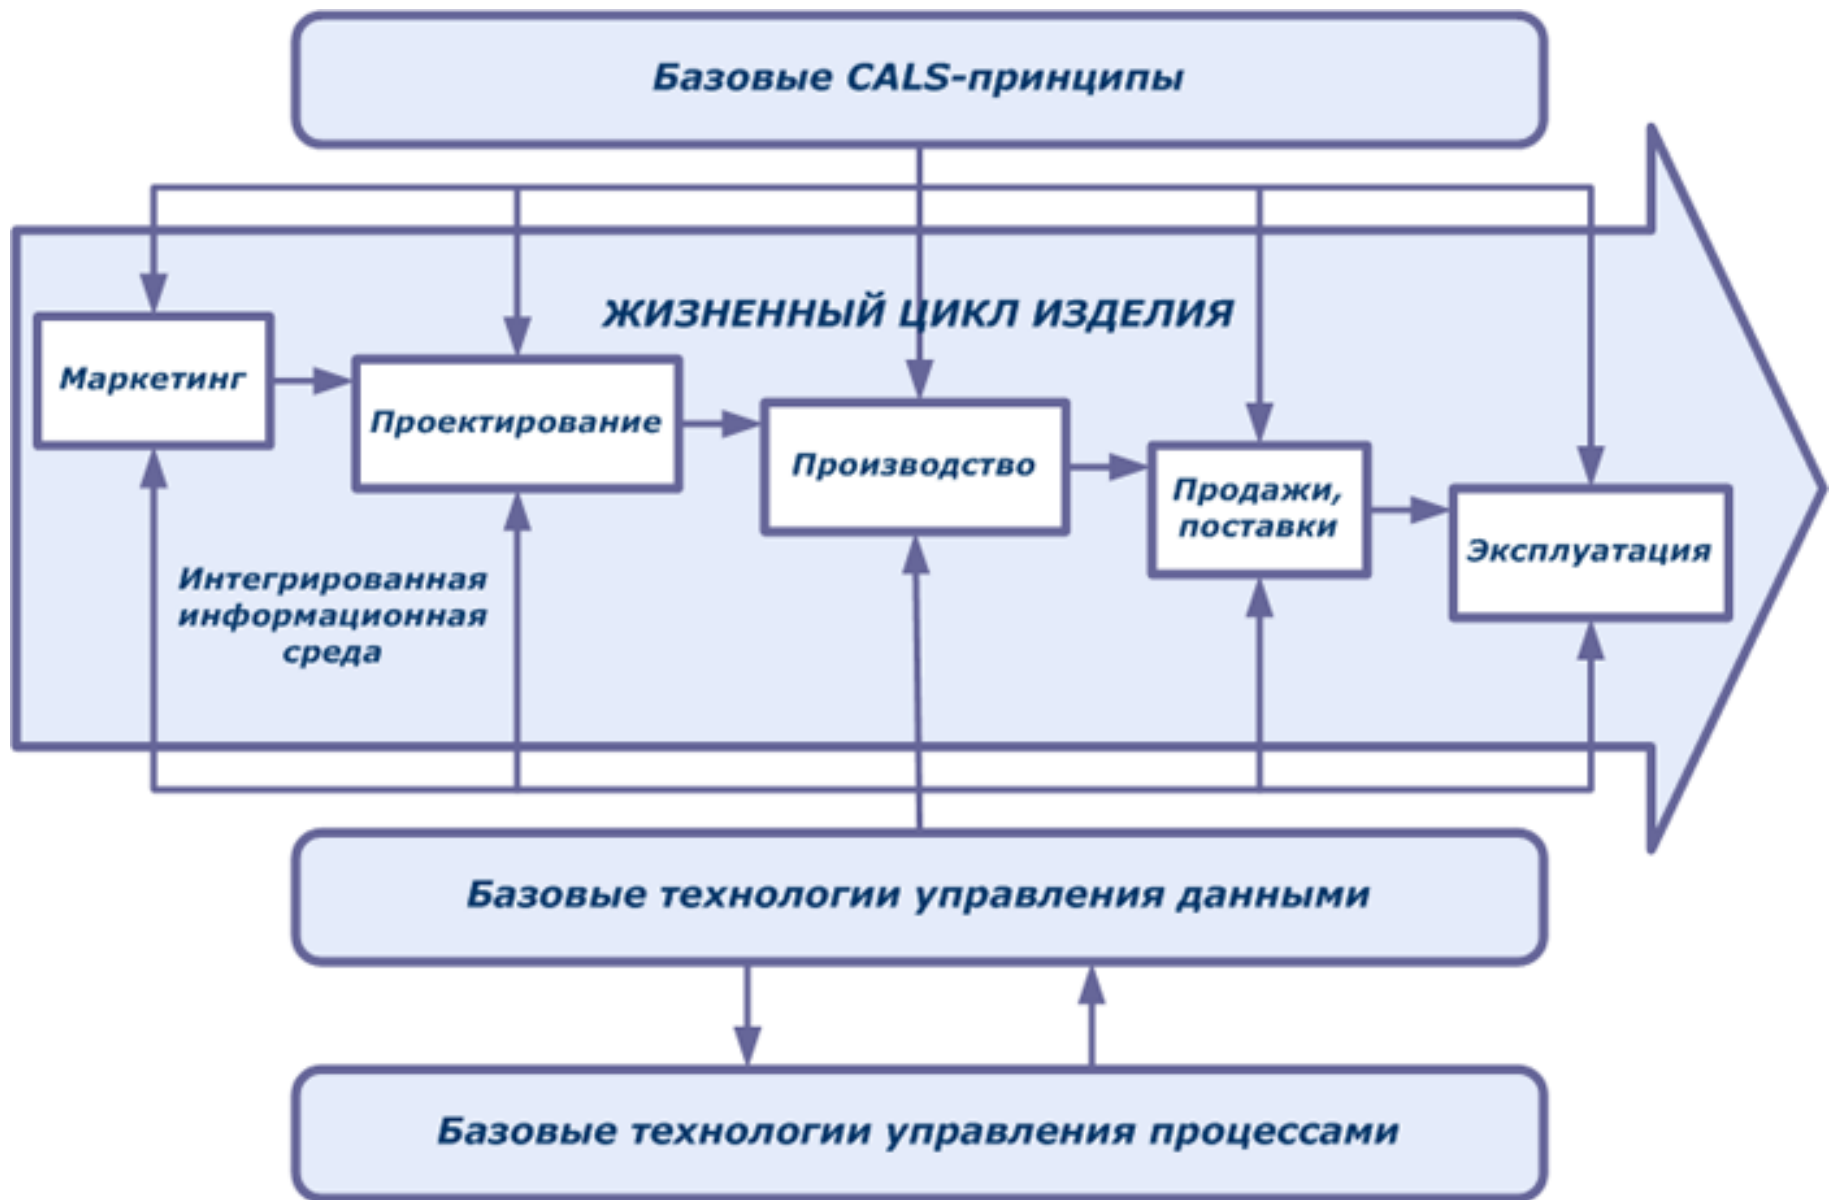 Базовые CALS-принципы
ЖИЗНЕННЫЙ ЦИКЛ ИЗДЕЛИЯ
Маркетинг
Проектирование
Производство
Продажи,
поставки
Эксплуатация
Интегрированная
информационная
среда
Базовые технологии управления данными
Базовые технологии управления процессами